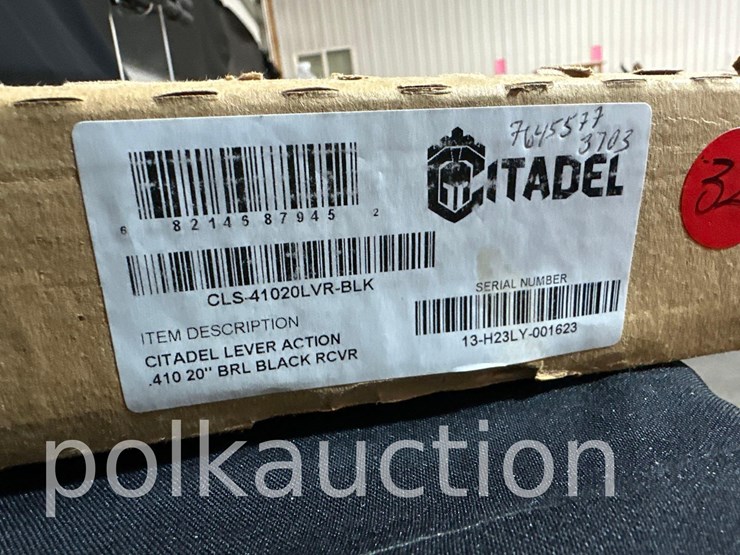 7645577
3703
CITADEL
6 82146 87945 2
CLS-41020LVR-BLK
SERIAL NUMBER
13-H23LY-001623
ITEM DESCRIPTION
CITADEL LEVER ACTION
.410 20" BRL BLACK RCVR
polkauction